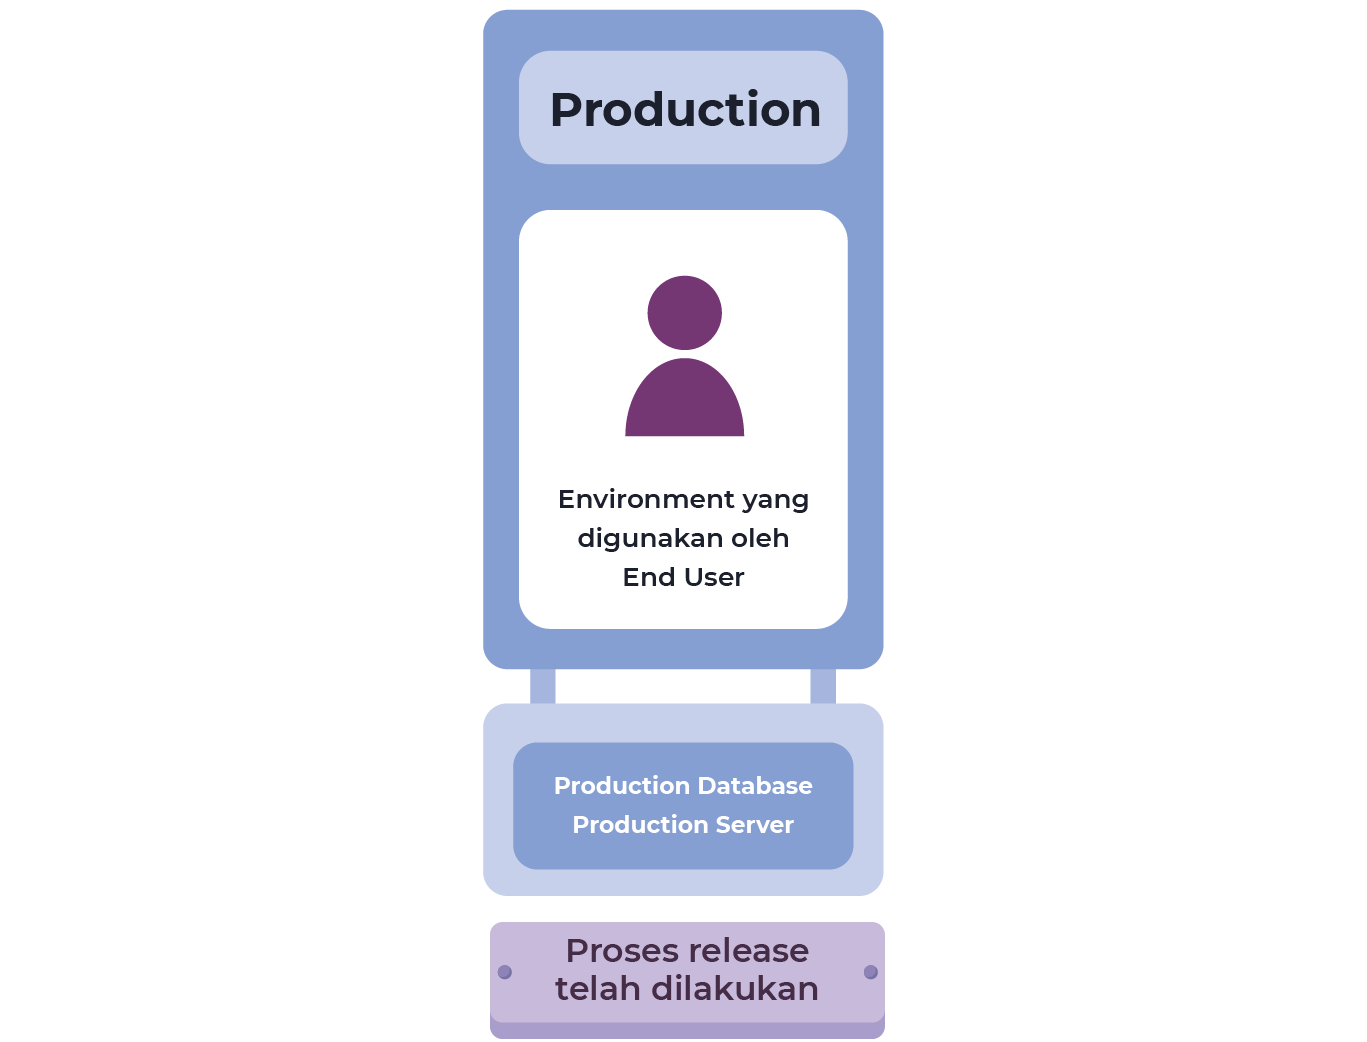 Production
Environment yang
digunakan oleh
End User
Production Database
Production Server
Proses release
telah dilakukan